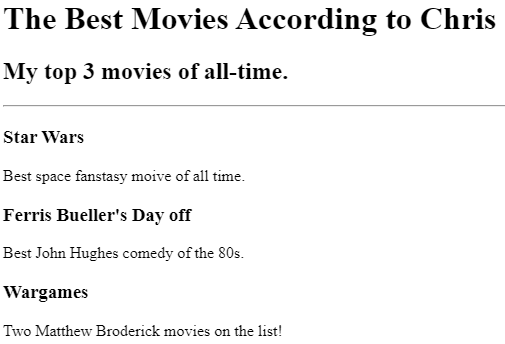 The Best Movies According to Chris
My top 3 movies of all-time.
Star Wars
Best space fanstasy moive of all time.
Ferris Bueller's Day off
Best John Hughes comedy of the 80s.
Wargames
Two Matthew Broderick movies on the list!